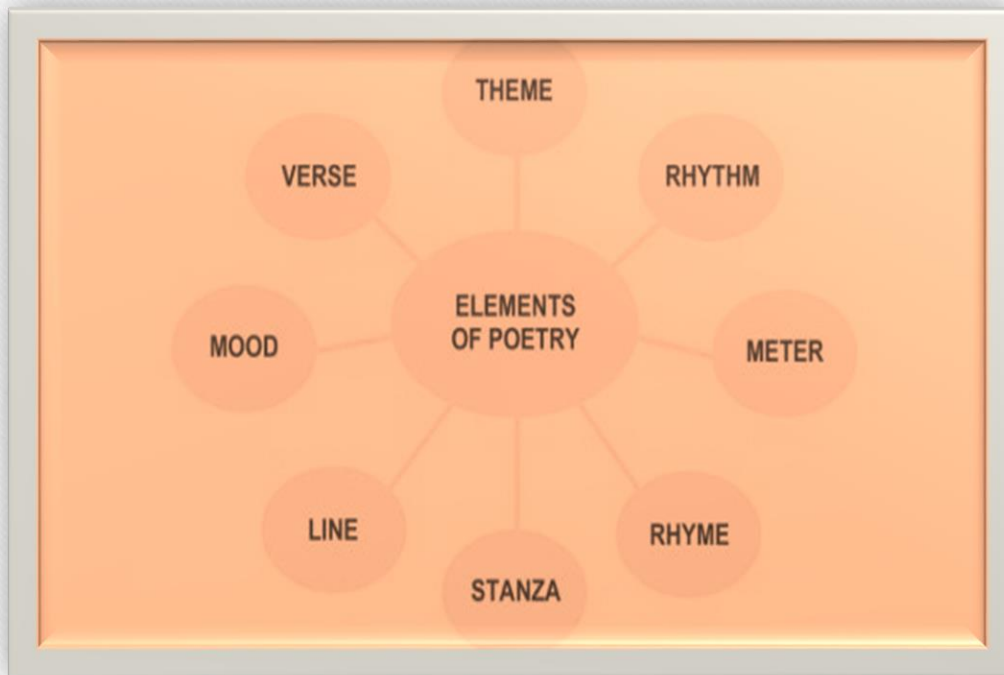 THEME
VERSE
RHYTHM
ELEMENTS
OF POETRY
MOOD
METER
LINE
RHYME
STANZA